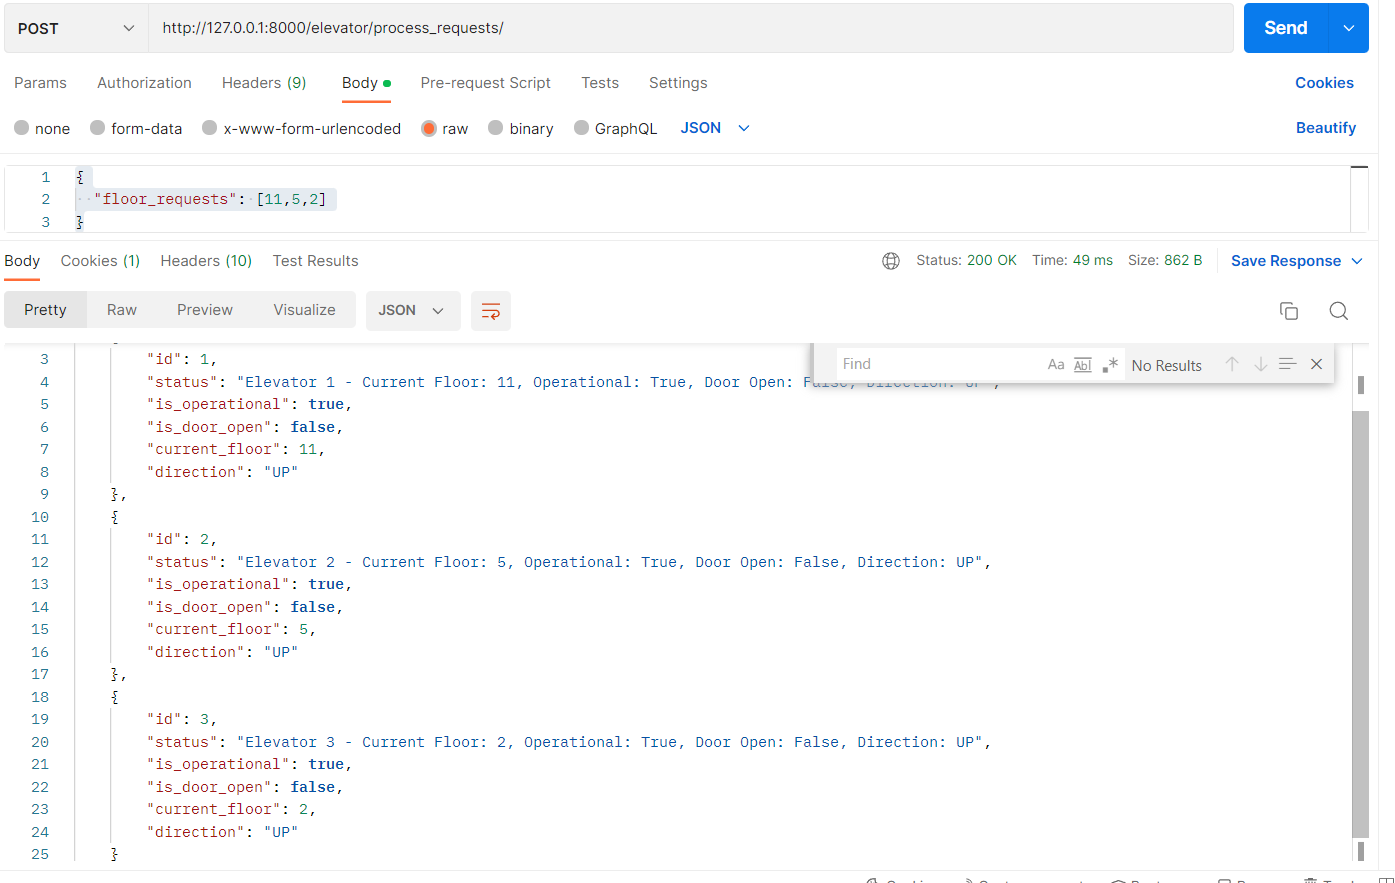 POST http://127.0.0.1:8000/elevator/process_requests/ Send
Params Authorization Headers (9) Body Pre-request Script Tests Settings Cookies
none form-data x-www-form-urlencoded raw binary GraphQL JSON Beautify
1 {
2 "floor_requests": [11,5,2]
3 }
Body Cookies (1) Headers (10) Test Results Status: 200 OK Time: 49 ms Size: 862 B Save Response
Pretty Raw Preview Visualize JSON
Find Aa Abl .* No Results
3 "id": 1,
4 "status": "Elevator 1 - Current Floor: 11, Operational: True, Door Open: False, Direction: UP",
5 "is_operational": true,
6 "is_door_open": false,
7 "current_floor": 11,
8 "direction": "UP"
9 },
10 {
11 "id": 2,
12 "status": "Elevator 2 - Current Floor: 5, Operational: True, Door Open: False, Direction: UP",
13 "is_operational": true,
14 "is_door_open": false,
15 "current_floor": 5,
16 "direction": "UP"
17 },
18 {
19 "id": 3,
20 "status": "Elevator 3 - Current Floor: 2, Operational: True, Door Open: False, Direction: UP",
21 "is_operational": true,
22 "is_door_open": false,
23 "current_floor": 2,
24 "direction": "UP"
25 }